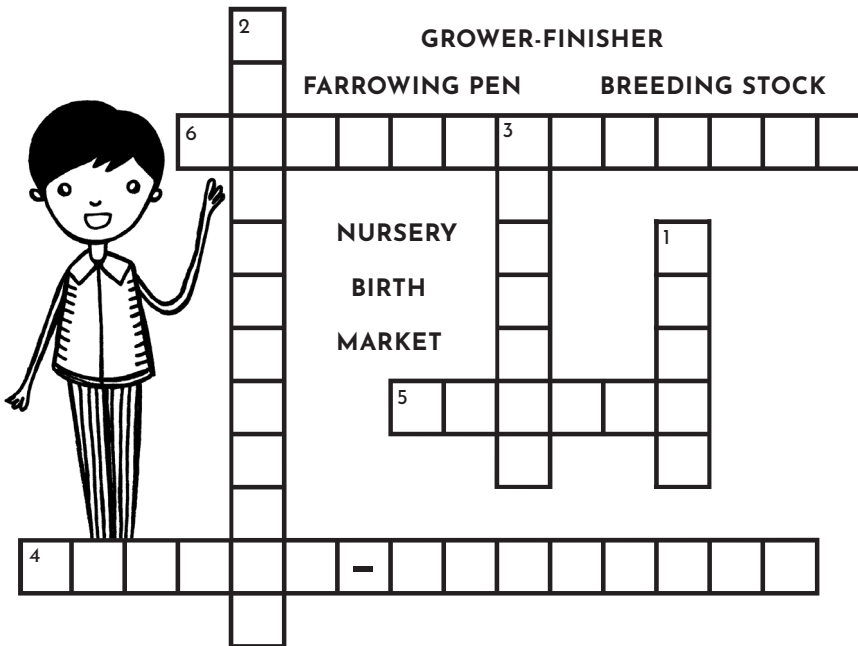 2
GROWER-FINISHER
FARROWING PEN BREEDING STOCK
6 3
NURSERY 1
BIRTH
MARKET
5
4
-